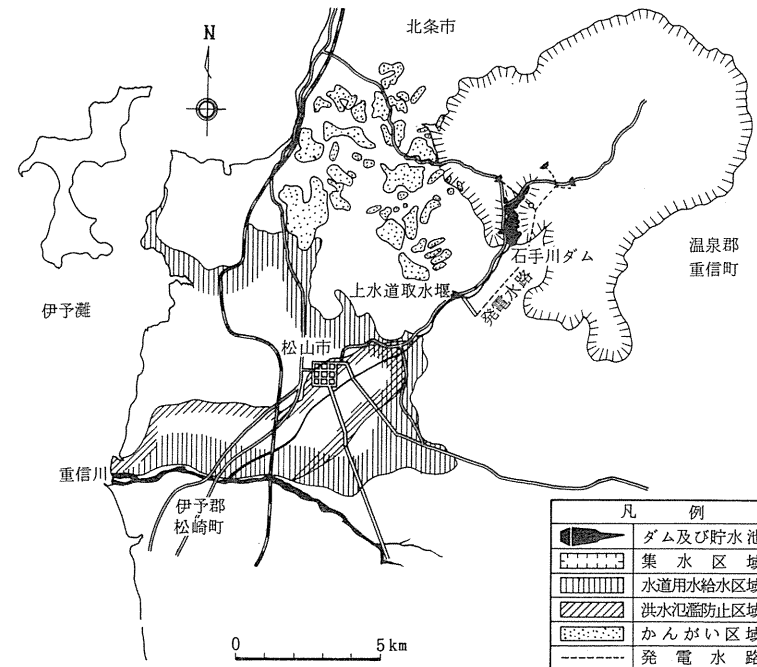 北条市
N
温泉郡
重信町
石手川ダム
伊予灘
上水道取水堰
発電水路
松山市
重信川
伊予郡
松崎町
凡例
ダム及び貯水池
集水区域
水道用水給水区域
洪水氾濫防止区域
かんがい区域
発電水路
0 5km